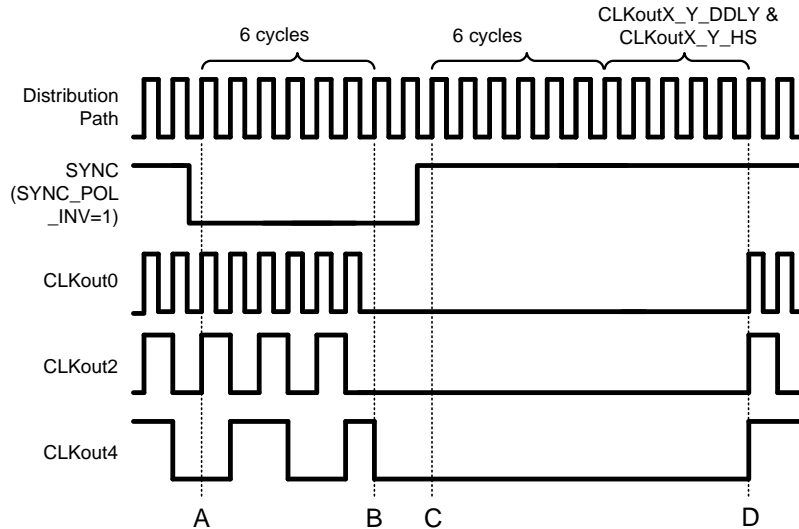 CLKoutX_Y_DDLY &
CLKoutX_Y_HS
6 cycles
6 cycles
Distribution
Path
SYNC
(SYNC_POL
_INV=1)
CLKout0
CLKout2
CLKout4
A
B
C
D